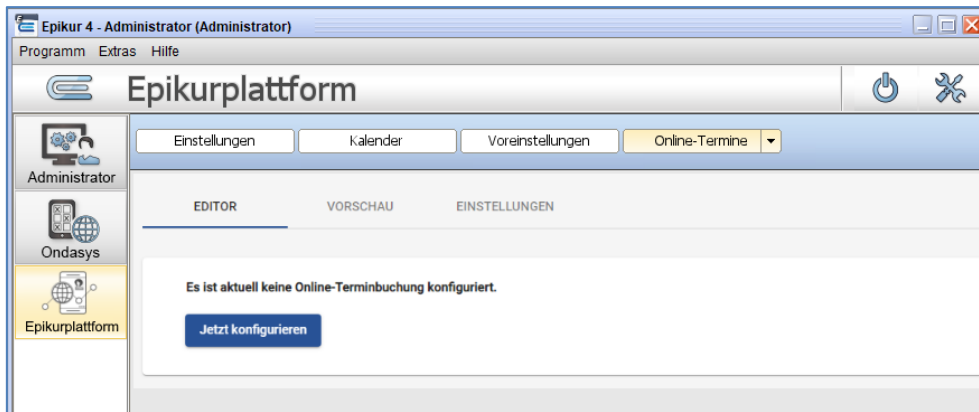 Epikur 4 - Administrator (Administrator)
Programm Extras Hilfe
Epikurplattform
Administrator
Ondasys
Epikurplattform
Einstellungen Kalender Voreinstellungen Online-Termine
EDITOR VORSCHAU EINSTELLUNGEN
Es ist aktuell keine Online-Terminbuchung konfiguriert.
Jetzt konfigurieren